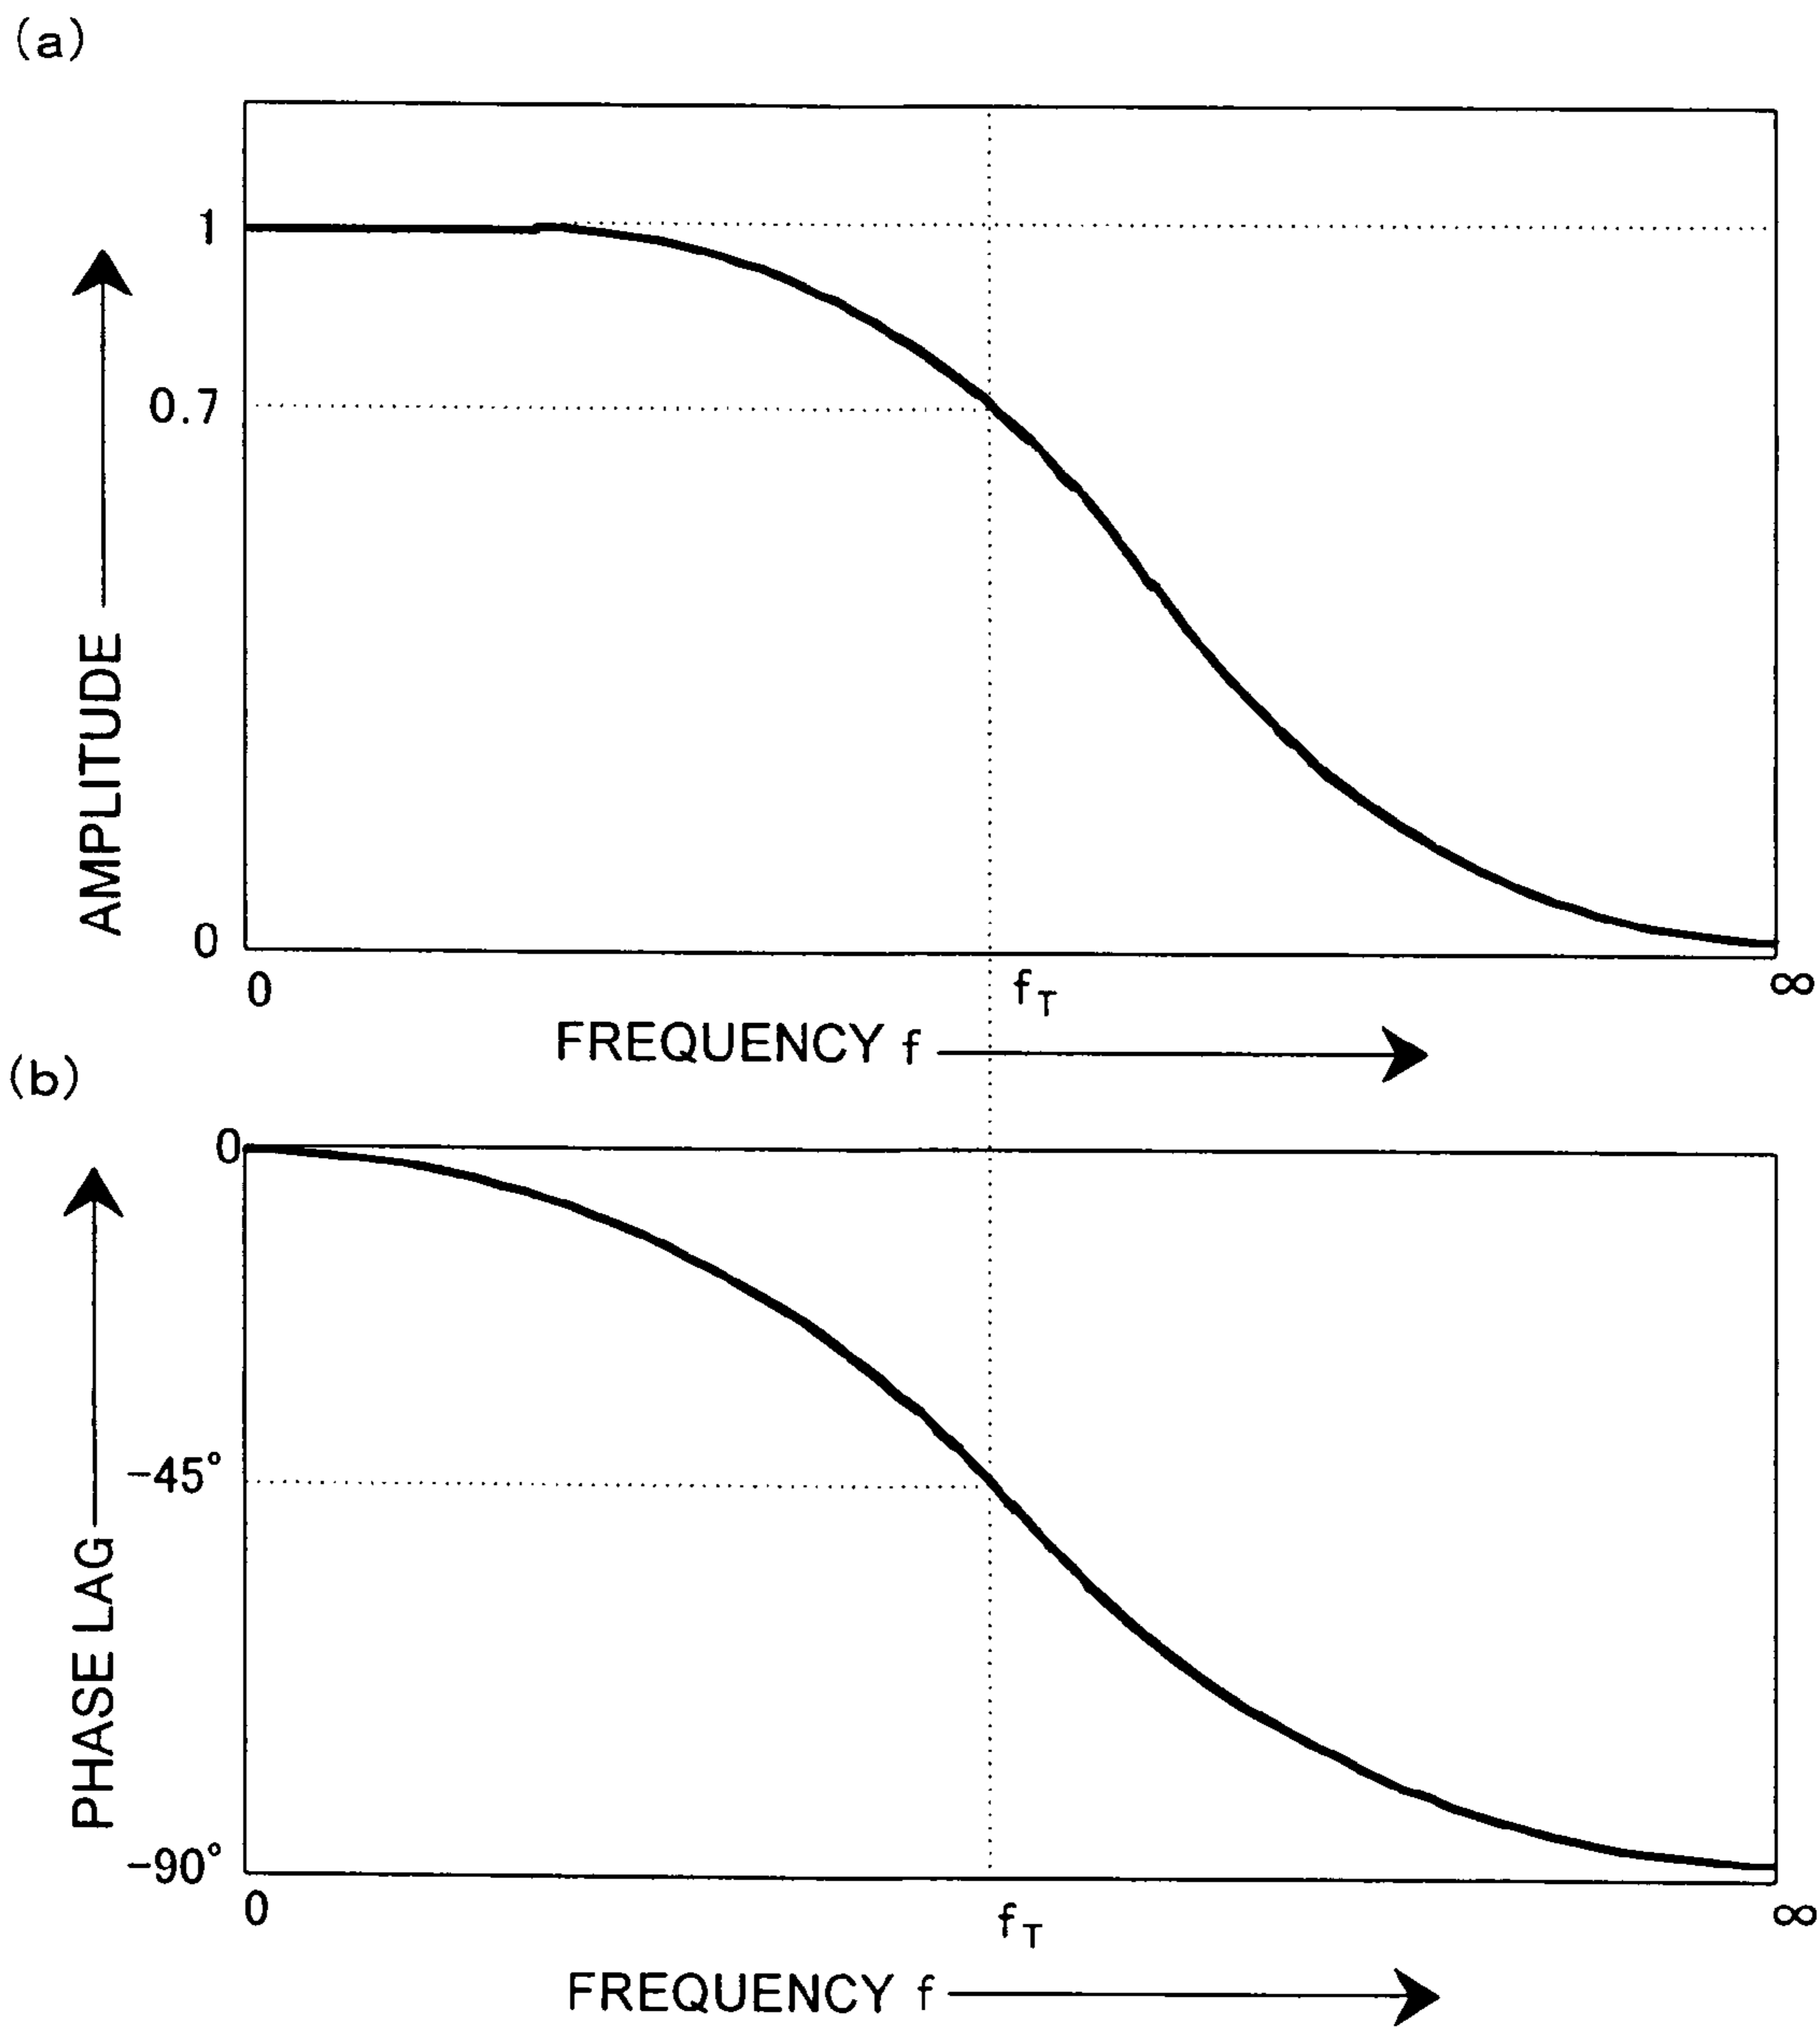 (a)
1
0.7
0
AMPLITUDE
0
f_T
∞
FREQUENCY f
(b)
0
-45°
-90°
PHASE LAG
0
f_T
∞
FREQUENCY f